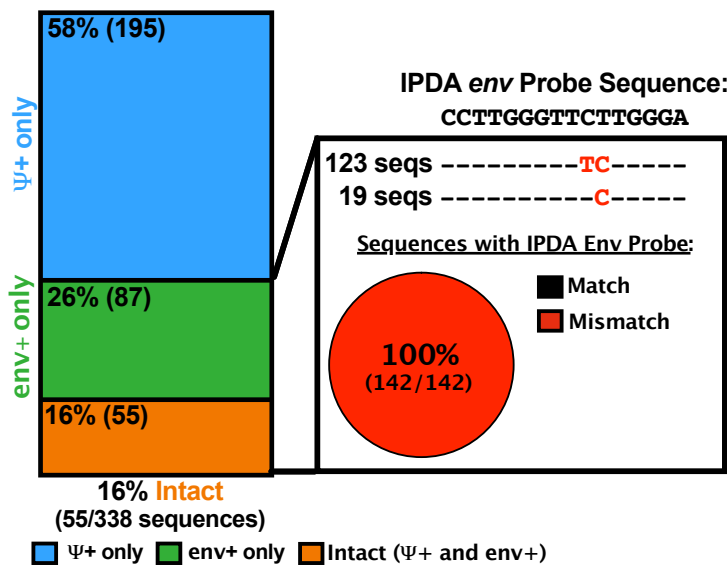 58% (195)
Ψ+ only
26% (87)
env+ only
16% (55)
16% Intact
(55/338 sequences)
IPDA env Probe Sequence:
CCTTGGGTTCTTGGGA
123 seqs ---------TC-----
19 seqs ----------C-----
Sequences with IPDA Env Probe:
Match
Mismatch
100%
(142/142)
Ψ+ only env+ only Intact (Ψ+ and env+)